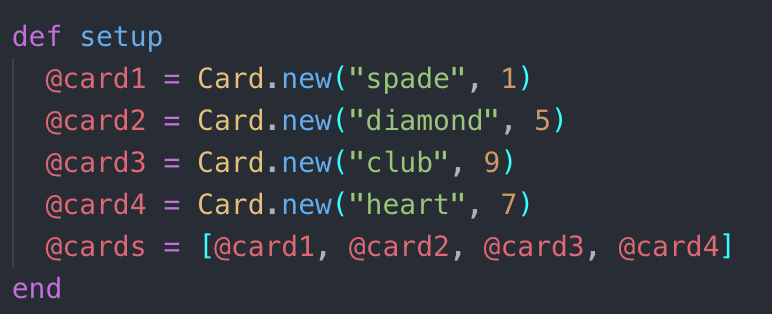 def setup
  @card1 = Card.new("spade", 1)
  @card2 = Card.new("diamond", 5)
  @card3 = Card.new("club", 9)
  @card4 = Card.new("heart", 7)
  @cards = [@card1, @card2, @card3, @card4]
end